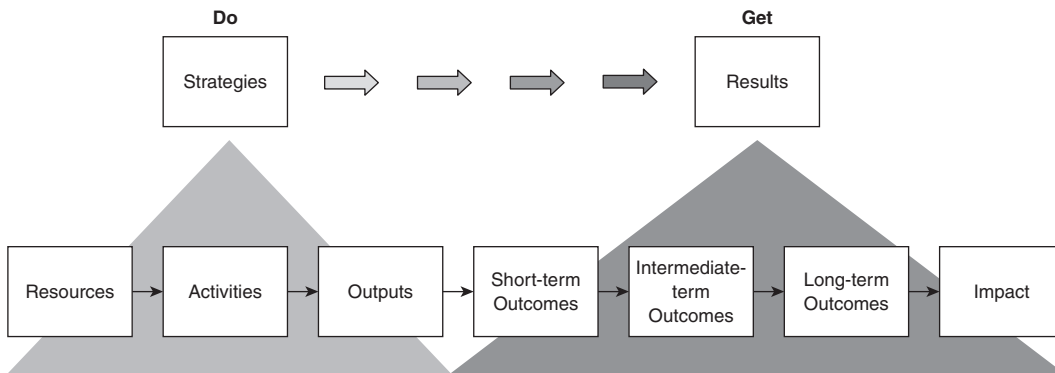 Do
Get
Strategies
Results
Resources
Activities
Outputs
Short-term
Outcomes
Intermediate-
term
Outcomes
Long-term
Outcomes
Impact